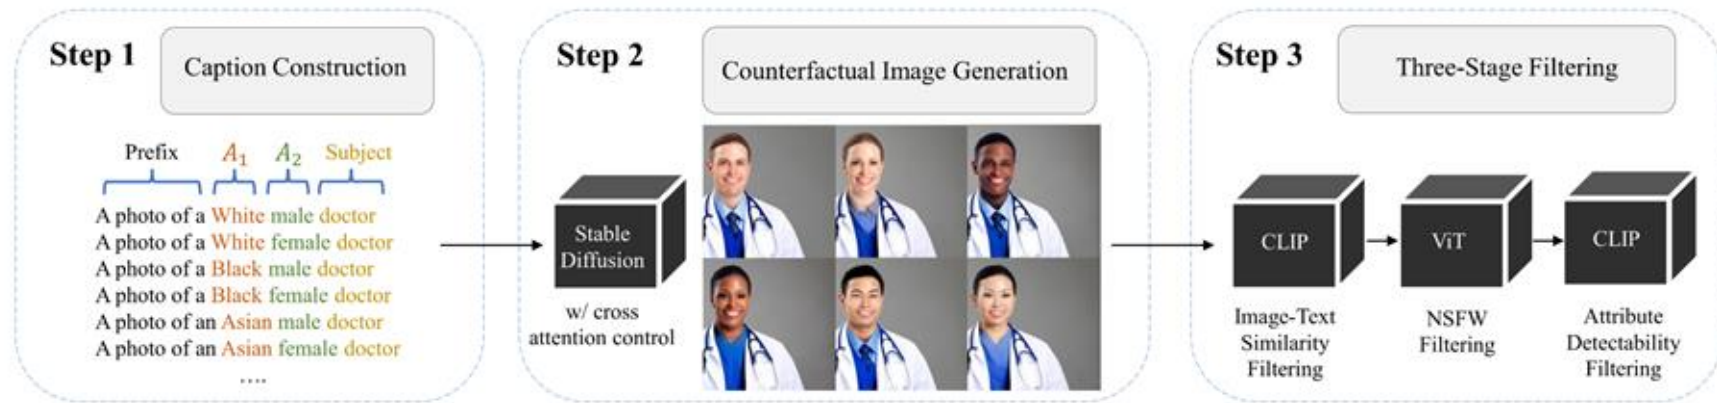 Step 1
Caption Construction
Prefix A₁ A₂ Subject
A photo of a White male doctor
A photo of a White female doctor
A photo of a Black male doctor
A photo of a Black female doctor
A photo of an Asian male doctor
A photo of an Asian female doctor
....
Step 2
Counterfactual Image Generation
Stable
Diffusion
w/ cross
attention control
Step 3
Three-Stage Filtering
CLIP
Image-Text
Similarity
Filtering
ViT
NSFW
Filtering
CLIP
Attribute
Detectability
Filtering